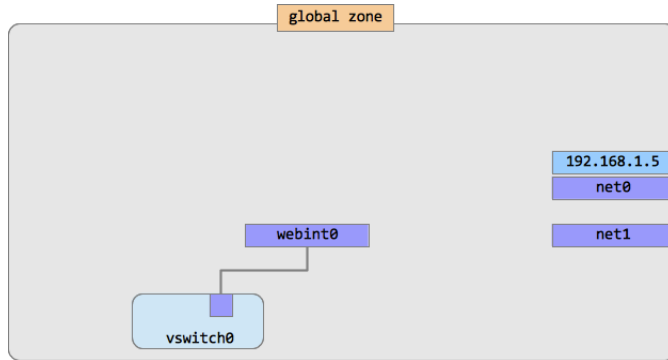 global zone
192.168.1.5
net0
webint0
net1
vswitch0